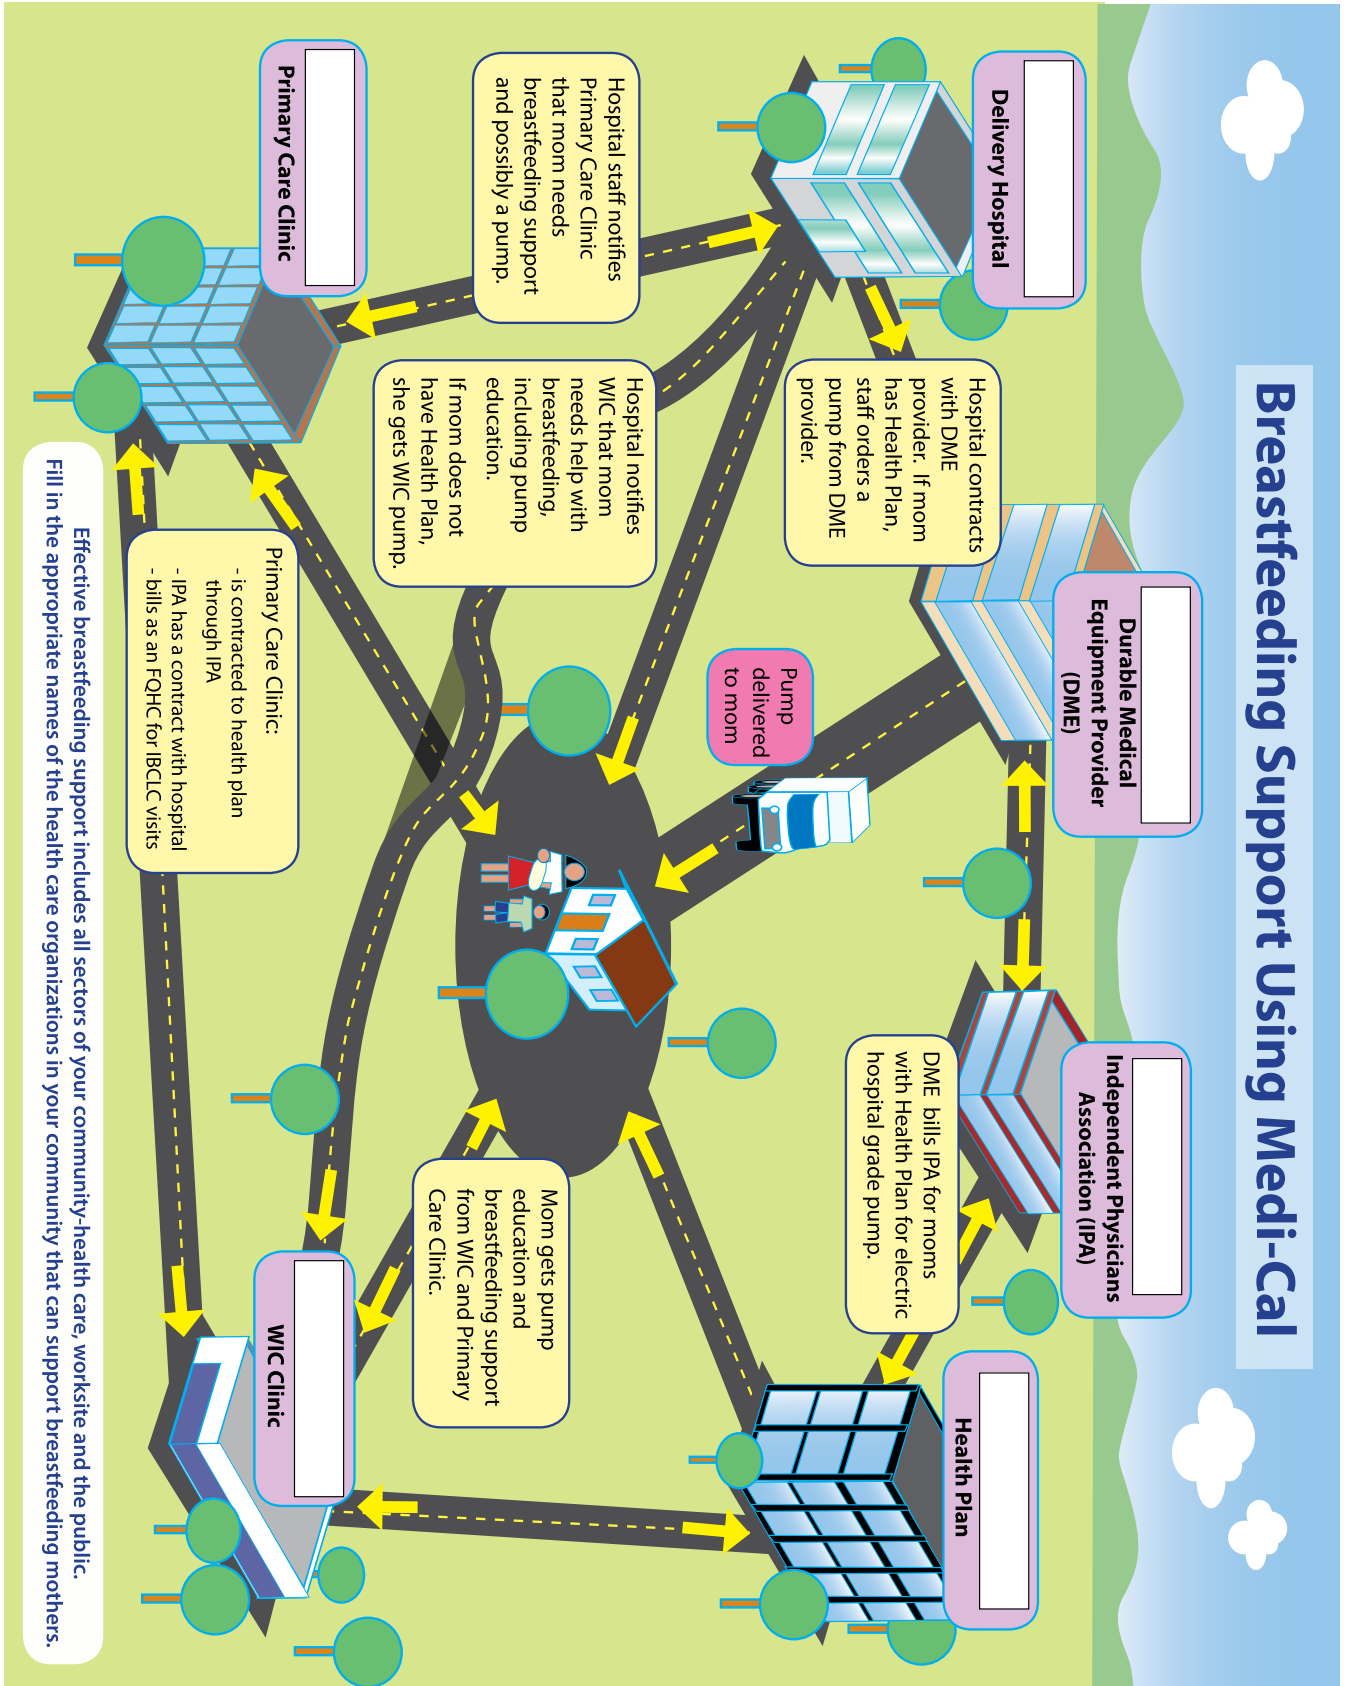 Breastfeeding Support Using Medi-Cal
Delivery Hospital
Durable Medical
Equipment Provider
(DME)
Independent Physicians
Association (IPA)
Health Plan
Hospital contracts
with DME
provider. If mom
has Health Plan,
staff orders a
pump from DME
provider.
DME  bills IPA for moms
with Health Plan for electric
hospital grade pump.
Pump
delivered
to mom
Hospital staff notifies
Primary Care Clinic
that mom needs
breastfeeding support
and possibly a pump.
Hospital notifies
WIC that mom
needs help with
breastfeeding,
including pump
education.
If mom does not
have Health Plan,
she gets WIC pump.
Mom gets pump
education and
breastfeeding support
from WIC and Primary
Care Clinic.
Primary Care Clinic
WIC Clinic
Primary Care Clinic:
- is contracted to health plan
through IPA
- IPA has a contract with hospital
- bills as an FQHC for IBCLC visits
Effective breastfeeding support includes all sectors of your community-health care, worksite and the public.
Fill in the appropriate names of the health care organizations in your community that can support breastfeeding mothers.